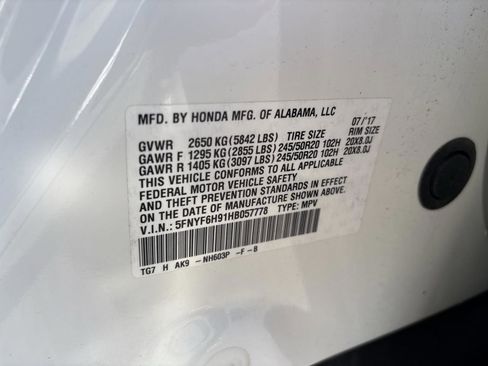 MFD. BY HONDA MFG. OF ALABAMA, LLC 07/'17
GVWR 2650 KG(5842 LBS) TIRE SIZE RIM SIZE
GAWR F 1295 KG(2855 LBS) 245/50R20 102H 20X8.0J
GAWR R 1405 KG(3097 LBS) 245/50R20 102H 20X8.0J
THIS VEHICLE CONFORMS TO ALL APPLICABLE
FEDERAL MOTOR VEHICLE SAFETY
AND THEFT PREVENTION STANDARDS IN EFFECT
ON THE DATE OF MANUFACTURE SHOWN ABOVE.
V.I.N.: 5FNYF6H91HB057778 TYPE: MPV
TG7 H AK9 -NH603P -F-B